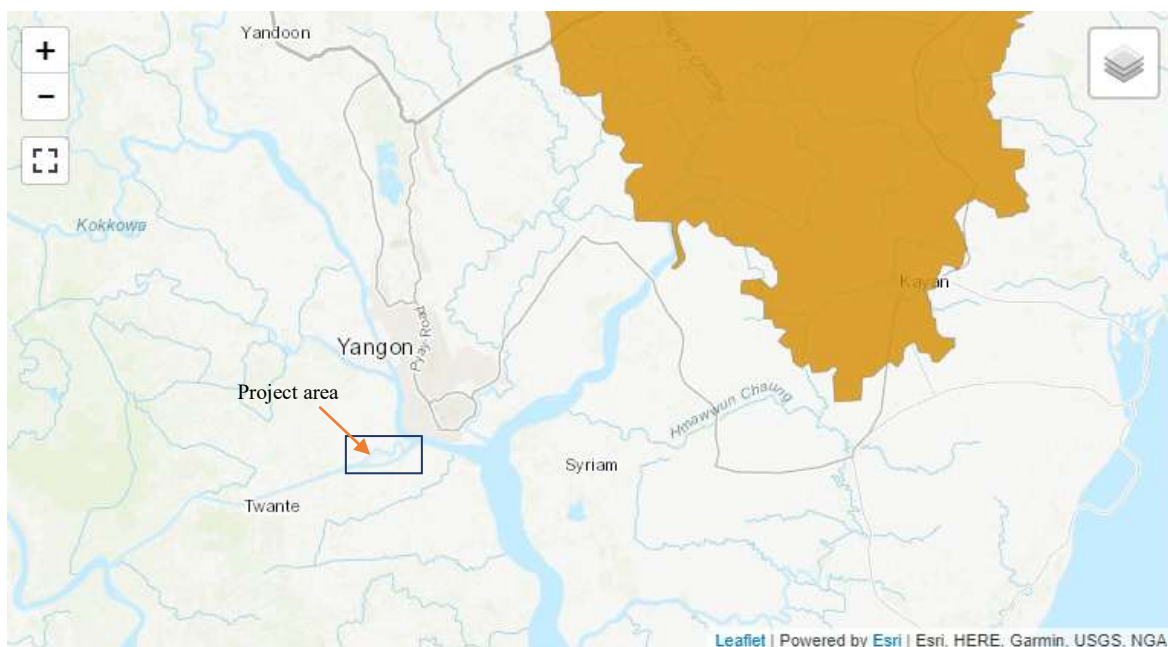 +
Yandoon
−
Kokkowa
Kayan
Yangon
Pyay Road
Project area
Hmawwun Chaung
Syriam
Twante
Leaflet | Powered by Esri | Esri, HERE, Garmin, USGS, NGA